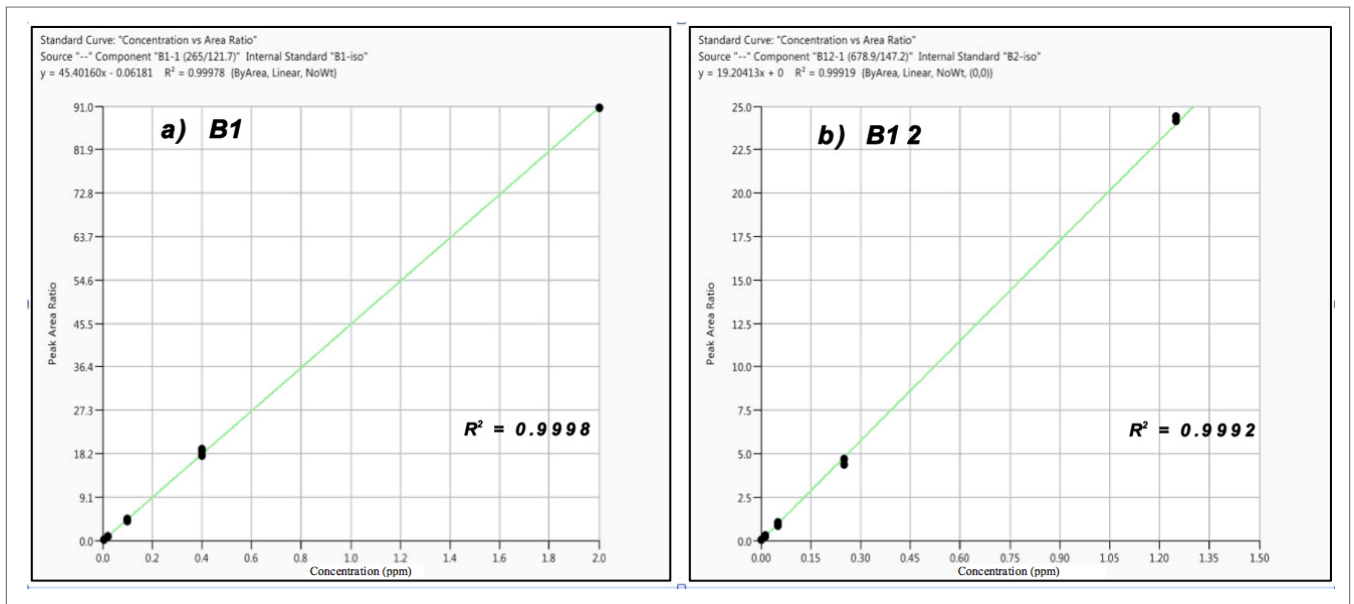 Standard Curve: "Concentration vs Area Ratio"
Source "--" Component "B1-1 (265/121.7)" Internal Standard "B1-iso"
y = 45.40160x - 0.06181 R² = 0.99978 (ByArea, Linear, NoWt)
a) B1
91.0
81.9
72.8
63.7
54.6
45.5
36.4
27.3
18.2
9.1
0.0
Peak Area Ratio
R² = 0.9998
0.0 0.2 0.4 0.6 0.8 1.0 1.2 1.4 1.6 1.8 2.0
Concentration (ppm)
Standard Curve: "Concentration vs Area Ratio"
Source "--" Component "B12-1 (678.9/147.2)" Internal Standard "B2-iso"
y = 19.20413x + 0 R² = 0.99919 (ByArea, Linear, NoWt, (0,0))
b) B12
25.0
22.5
20.0
17.5
15.0
12.5
10.0
7.5
5.0
2.5
0.0
Peak Area Ratio
R² = 0.9992
0.00 0.15 0.30 0.45 0.60 0.75 0.90 1.05 1.20 1.35 1.50
Concentration (ppm)